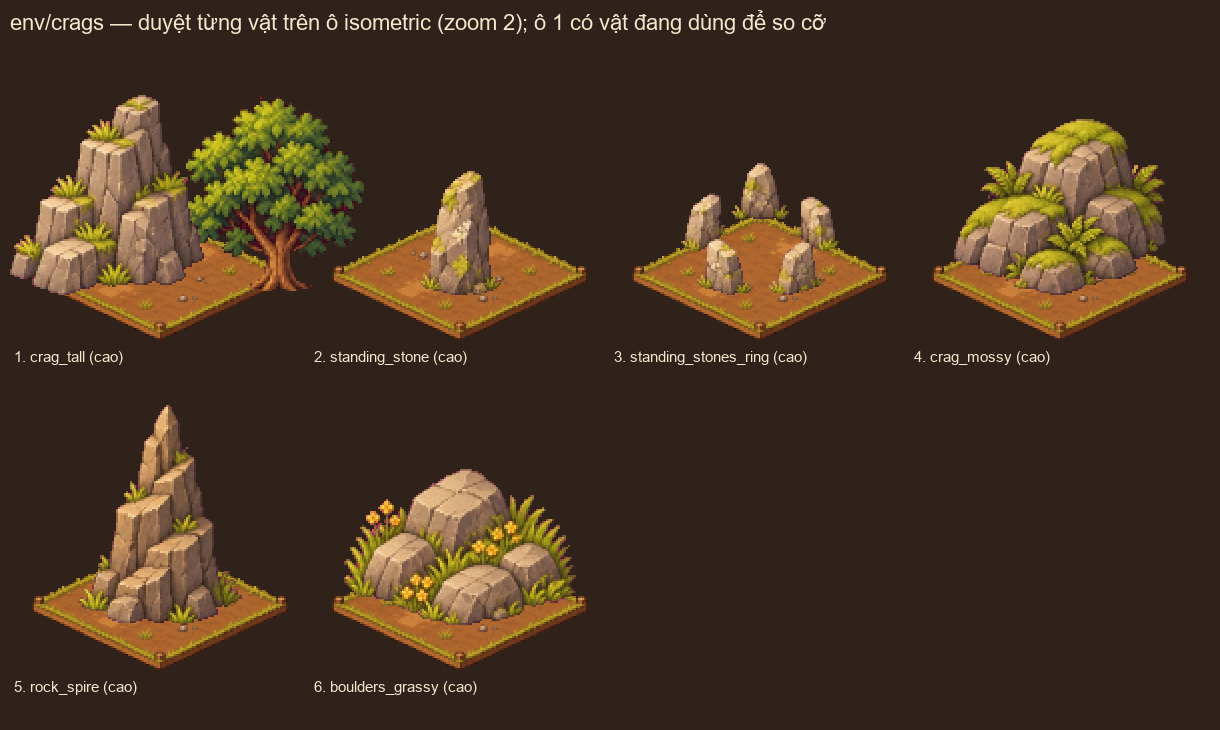 env/crags — duyệt từng vật trên ô isometric (zoom 2); ô 1 có vật đang dùng để so cỡ
1. crag_tall (cao)
2. standing_stone (cao)
3. standing_stones_ring (cao)
4. crag_mossy (cao)
5. rock_spire (cao)
6. boulders_grassy (cao)